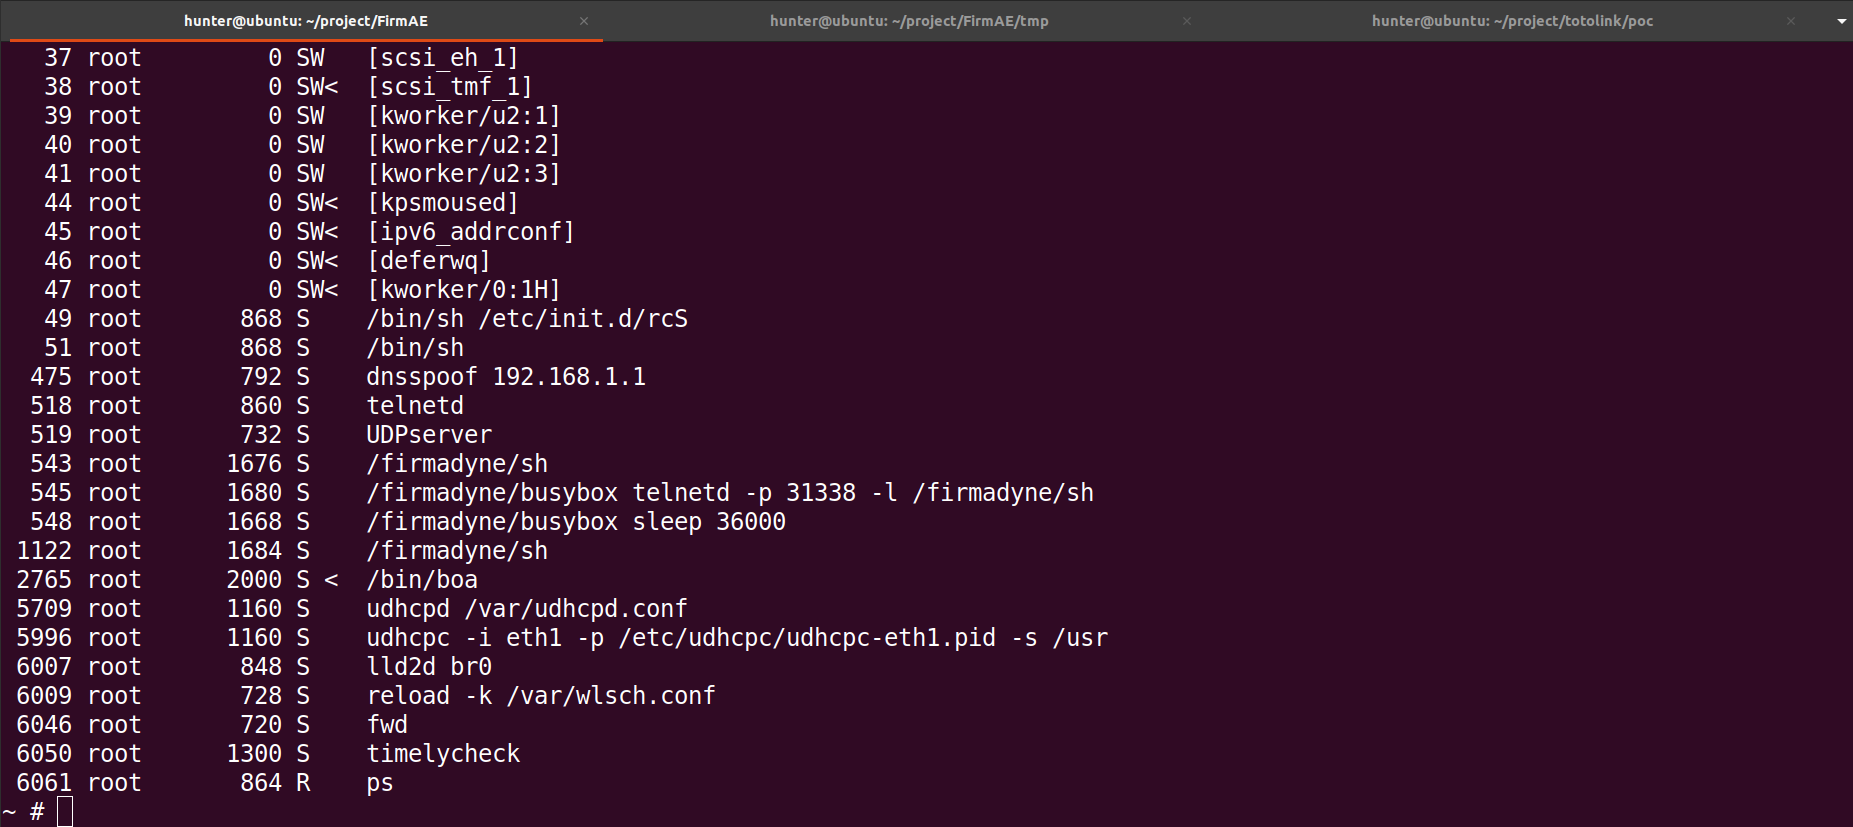 hunter@ubuntu: ~/project/FirmAE × hunter@ubuntu: ~/project/FirmAE/tmp × hunter@ubuntu: ~/project/totolink/poc ×
37 root 0 SW [scsi_eh_1]
38 root 0 SW< [scsi_tmf_1]
39 root 0 SW [kworker/u2:1]
40 root 0 SW [kworker/u2:2]
41 root 0 SW [kworker/u2:3]
44 root 0 SW< [kpsmoused]
45 root 0 SW< [ipv6_addrconf]
46 root 0 SW< [deferwq]
47 root 0 SW< [kworker/0:1H]
49 root 868 S /bin/sh /etc/init.d/rcS
51 root 868 S /bin/sh
475 root 792 S dnsspoof 192.168.1.1
518 root 860 S telnetd
519 root 732 S UDPserver
543 root 1676 S /firmadyne/sh
545 root 1680 S /firmadyne/busybox telnetd -p 31338 -l /firmadyne/sh
548 root 1668 S /firmadyne/busybox sleep 36000
1122 root 1684 S /firmadyne/sh
2765 root 2000 S < /bin/boa
5709 root 1160 S udhcpd /var/udhcpd.conf
5996 root 1160 S udhcpc -i eth1 -p /etc/udhcpc/udhcpc-eth1.pid -s /usr
6007 root 848 S lld2d br0
6009 root 728 S reload -k /var/wlsch.conf
6046 root 720 S fwd
6050 root 1300 S timelycheck
6061 root 864 R ps
~ #